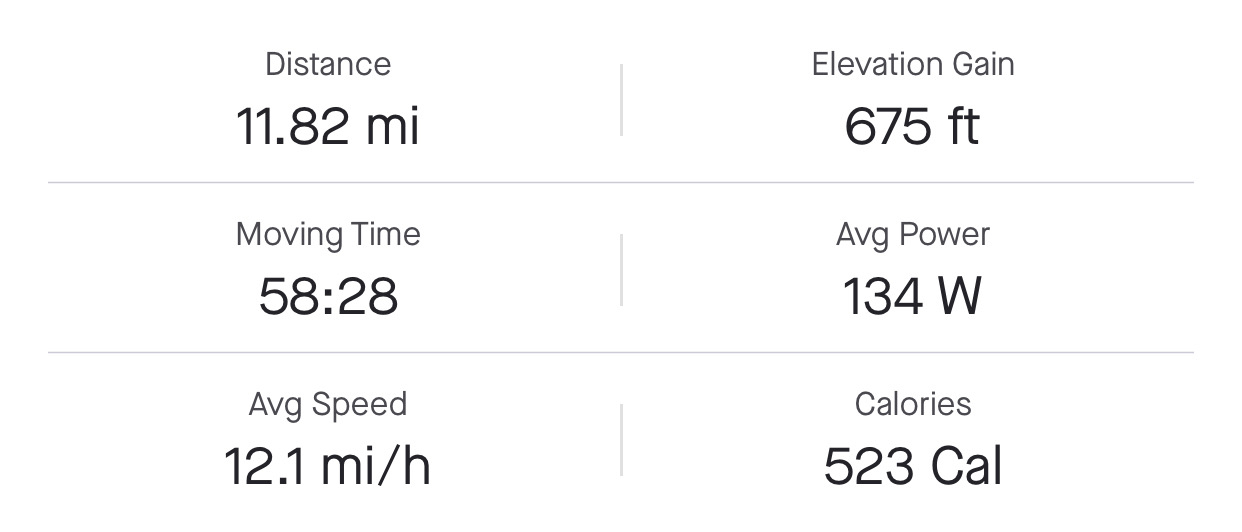 Distance
11.82 mi
Elevation Gain
675 ft
Moving Time
58:28
Avg Power
134 W
Avg Speed
12.1 mi/h
Calories
523 Cal